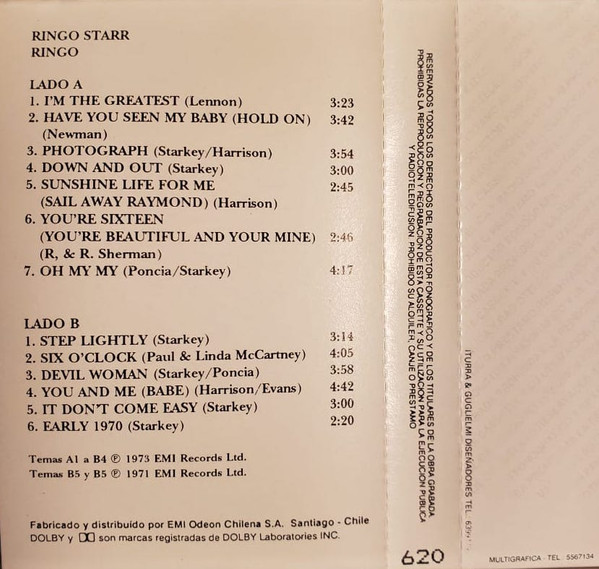 RINGO STARR
RINGO
LADO A
1. I'M THE GREATEST (Lennon) 3:23
2. HAVE YOU SEEN MY BABY (HOLD ON) 3:42
(Newman)
3. PHOTOGRAPH (Starkey/Harrison) 3:54
4. DOWN AND OUT (Starkey) 3:00
5. SUNSHINE LIFE FOR ME 2:45
(SAIL AWAY RAYMOND) (Harrison)
6. YOU'RE SIXTEEN
(YOU'RE BEAUTIFUL AND YOUR MINE) 2:46
(R, & R. Sherman)
7. OH MY MY (Poncia/Starkey) 4:17
LADO B
1. STEP LIGHTLY (Starkey) 3:14
2. SIX O'CLOCK (Paul & Linda McCartney) 4:05
3. DEVIL WOMAN (Starkey/Poncia) 3:58
4. YOU AND ME (BABE) (Harrison/Evans) 4:42
5. IT DON'T COME EASY (Starkey) 3:00
6. EARLY 1970 (Starkey) 2:20
Temas A1 a B4 ℗ 1973 EMI Records Ltd.
Temas B5 y B5 ℗ 1971 EMI Records Ltd.
Fabricado y distribuído por EMI Odeon Chilena S.A. Santiago - Chile
DOLBY y son marcas registradas de DOLBY Laboratories INC.
RESERVADOS TODOS LOS DERECHOS DEL PRODUCTOR FONOGRAFICO Y DE LOS TITULARES DE LA OBRA GRABADA.
PROHIBIDAS LA REPRODUCCION Y REGRABACION DE ESTA CASSETTE Y SU UTILIZACION PARA LA EJECUCION PUBLICA
Y RADIOTELEDIFUSION. PROHIBIDO SU ALQUILER, CANJE O PRESTAMO
620
ITURRA & GUGLIELMI DISEÑADORES TEL.
MULTIGRAFICA - TEL. 5567134